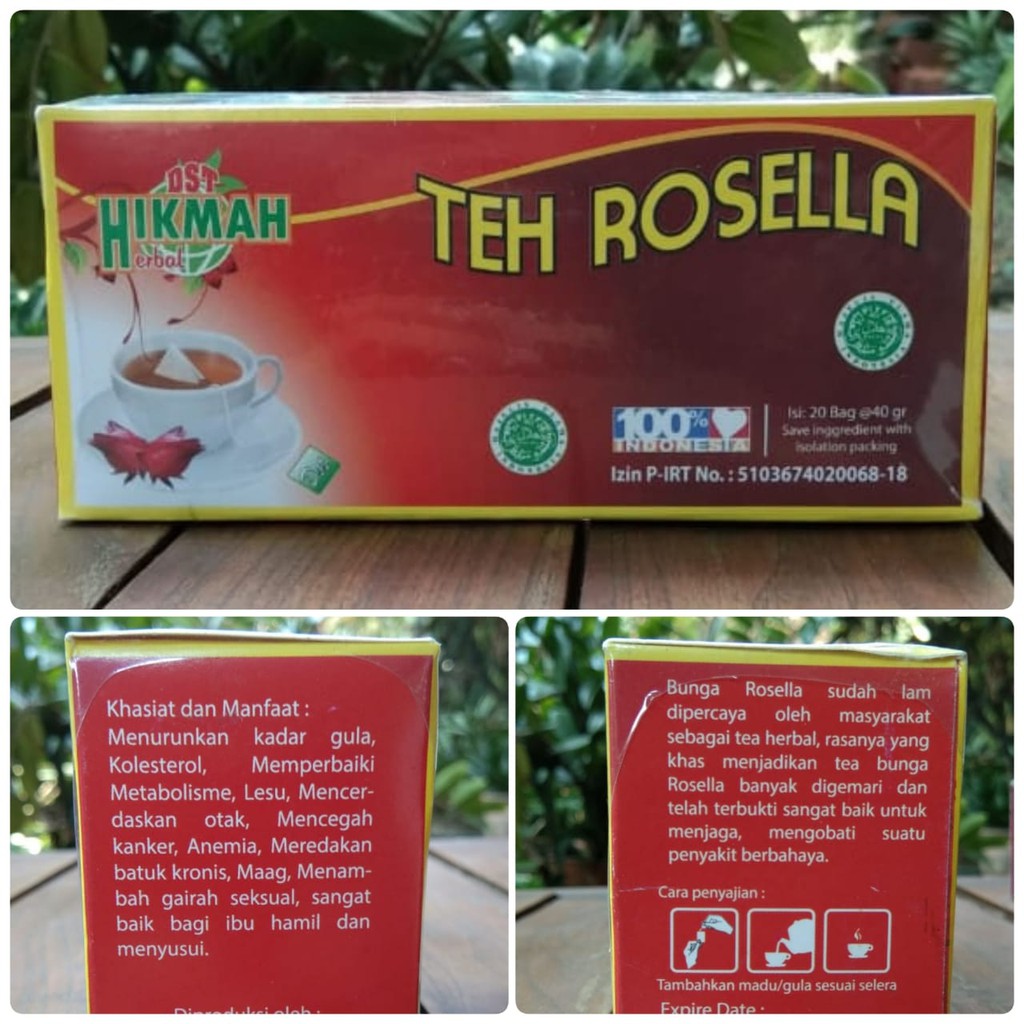 DST
HIKMAH
Herbal
TEH ROSELLA
100%
INDONESIA
Isi: 20 Bag @40 gr
Save inggredient with
isolation packing
Izin P-IRT No. : 5103674020068-18
Khasiat dan Manfaat :
Menurunkan kadar gula,
Kolesterol, Memperbaiki
Metabolisme, Lesu, Mencer-
daskan otak, Mencegah
kanker, Anemia, Meredakan
batuk kronis, Maag, Menam-
bah gairah seksual, sangat
baik bagi ibu hamil dan
menyusui.
Diproduksi oleh :
Bunga Rosella sudah lam
dipercaya oleh masyarakat
sebagai tea herbal, rasanya yang
khas menjadikan tea bunga
Rosella banyak digemari dan
telah terbukti sangat baik untuk
menjaga, mengobati suatu
penyakit berbahaya.
Cara penyajian :
Tambahkan madu/gula sesuai selera
Expire Date :